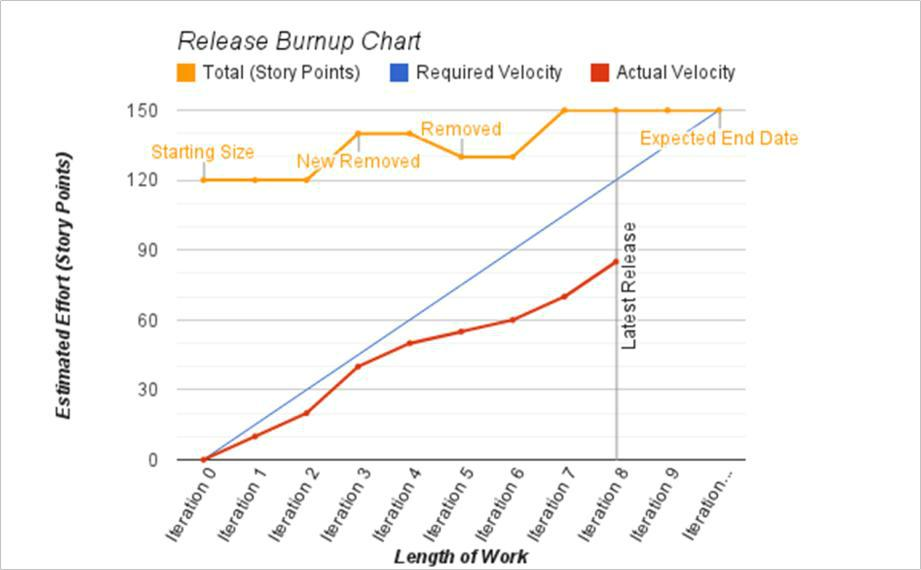 Release Burnup Chart
Total (Story Points)
Required Velocity
Actual Velocity
150
120
90
60
30
0
Estimated Effort (Story Points)
Starting Size
New Removed
Removed
Expected End Date
Latest Release
Iteration 0
Iteration 1
Iteration 2
Iteration 3
Iteration 4
Iteration 5
Iteration 6
Iteration 7
Iteration 8
Iteration 9
Iteration...
Length of Work